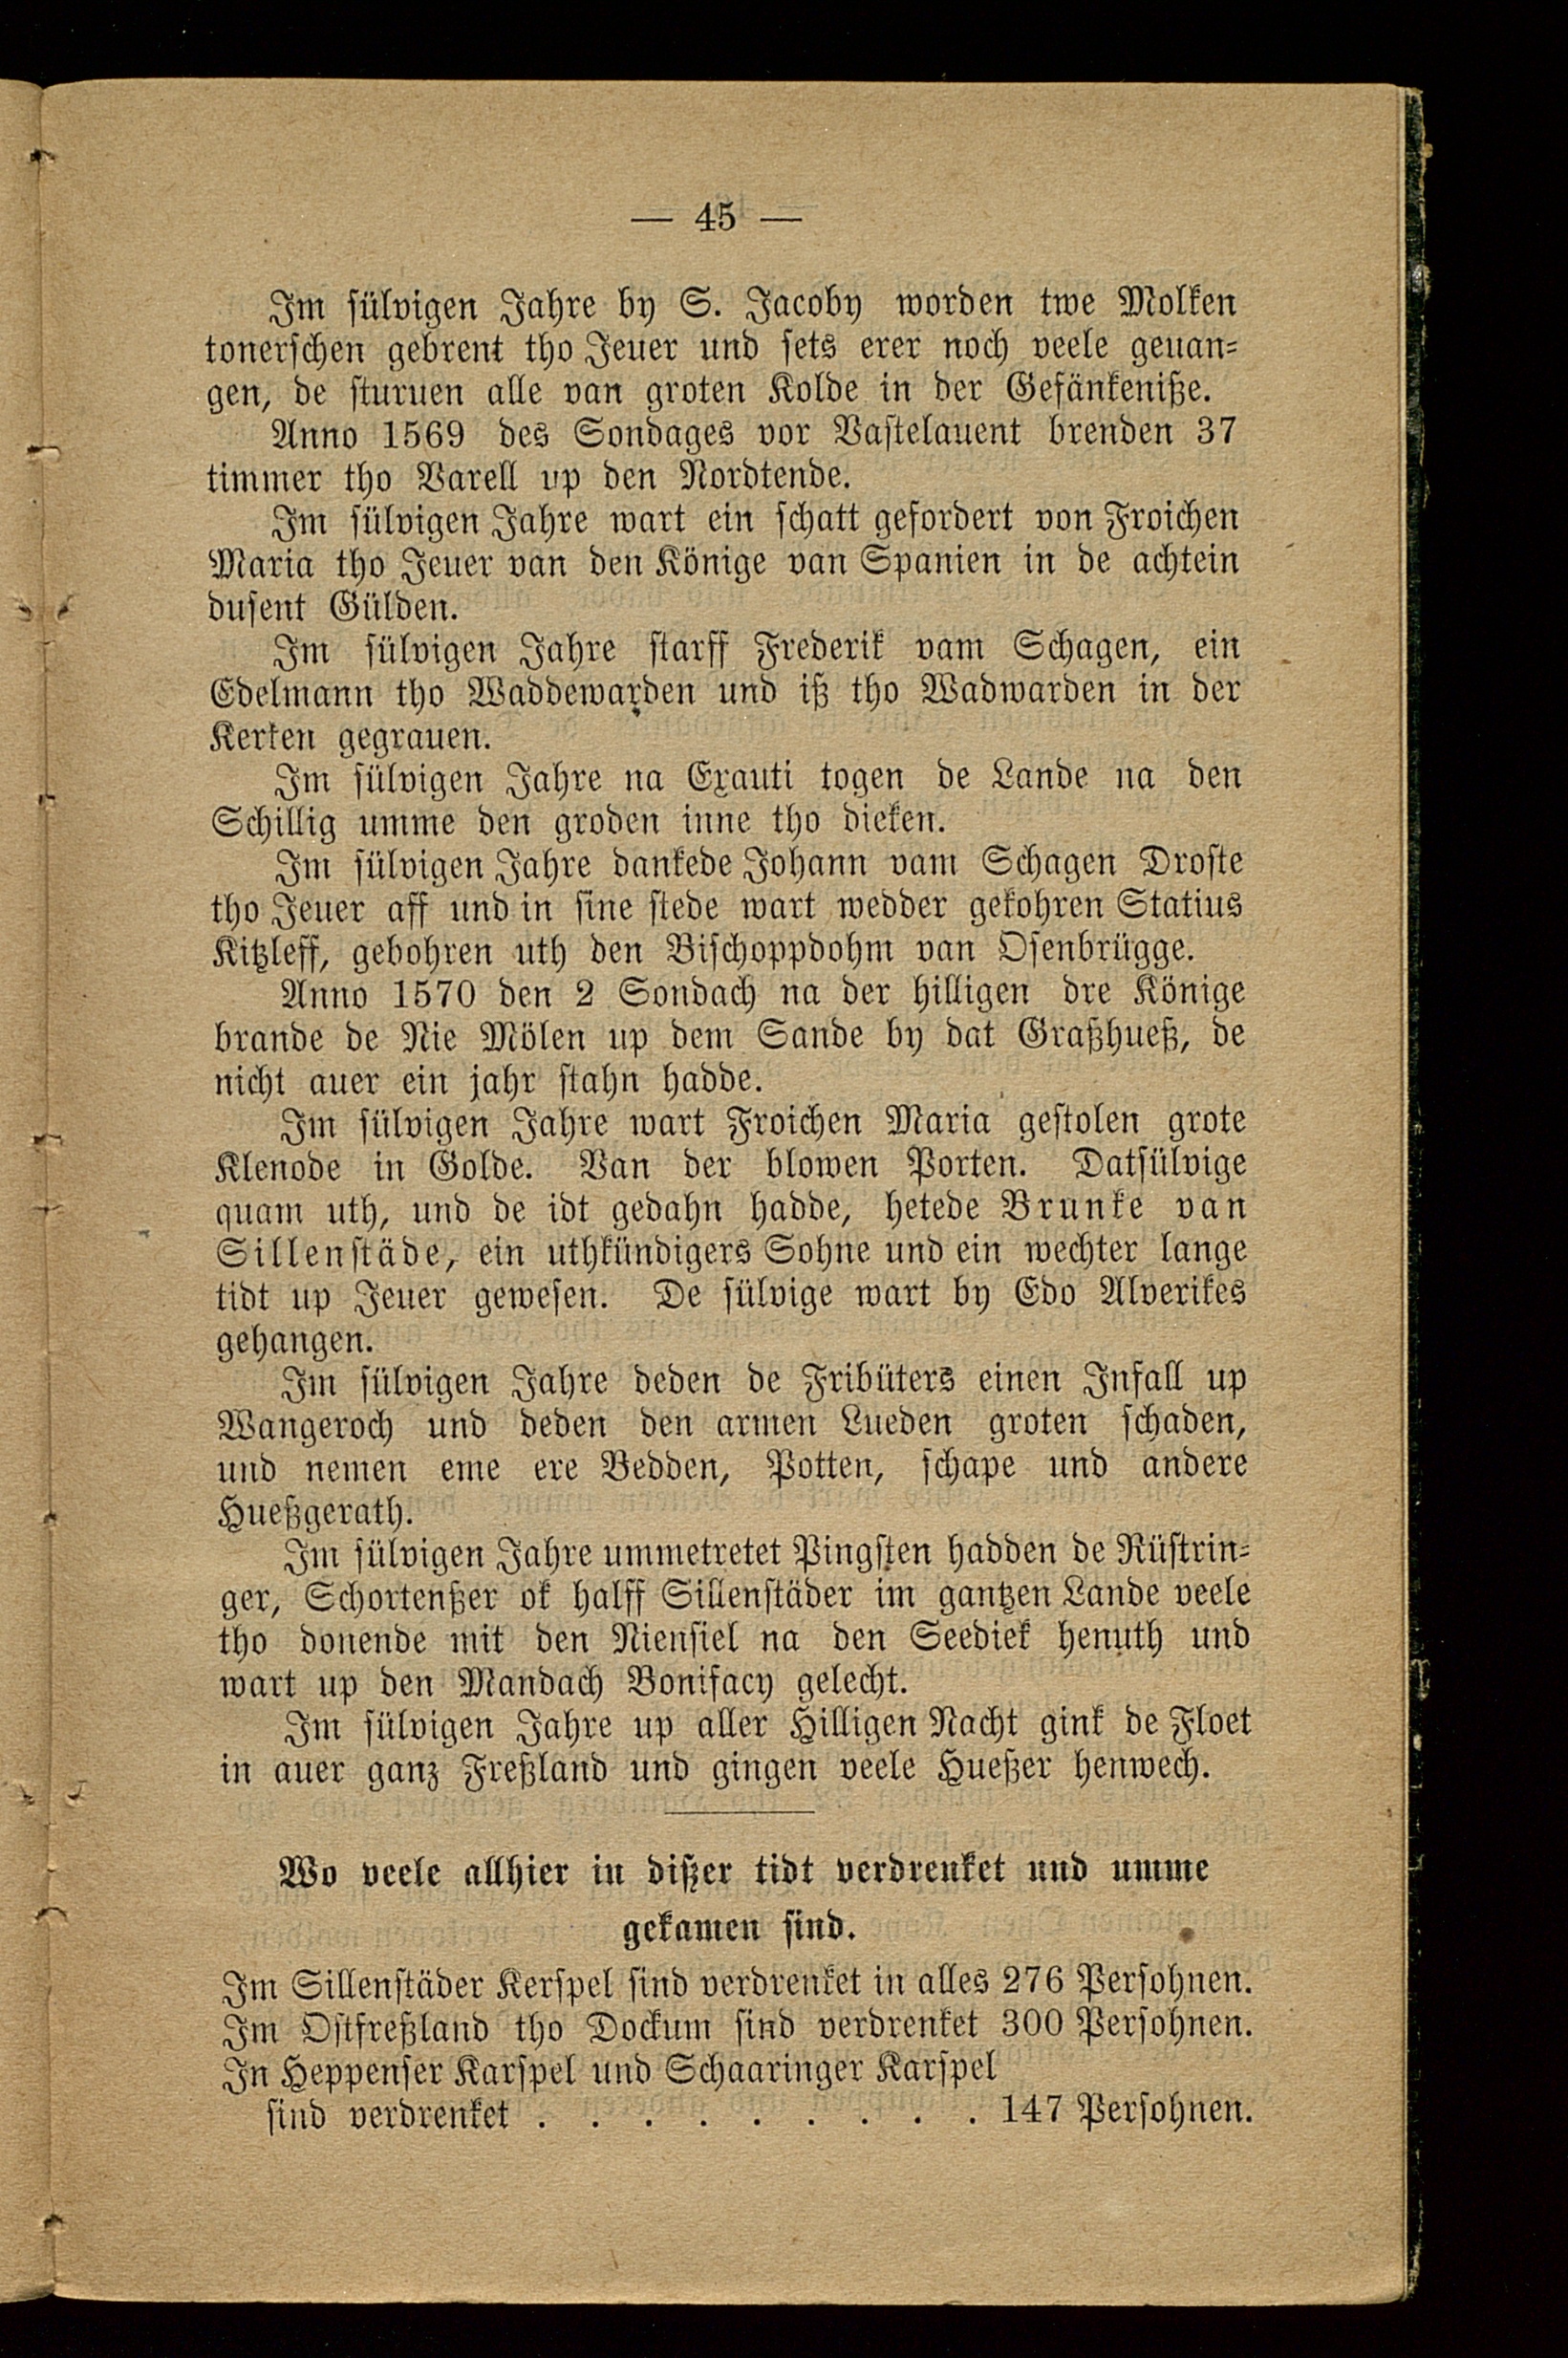 — 45 —
Im sülvigen Jahre by S. Jacoby worden twe Molken
tonerschen gebrent tho Jeuer und sets erer noch veele geuan-
gen, de sturuen alle van groten Kolde in der Gefänkeniße.
Anno 1569 des Sondages vor Vastelauent brenden 37
timmer tho Varell up den Nordtende.
Im sülvigen Jahre wart ein schatt gefordert von Froichen
Maria tho Jeuer van den Könige van Spanien in de achtein
dusent Gülden.
Im sülvigen Jahre starff Frederik vam Schagen, ein
Edelmann tho Waddewarden und iß tho Wadwarden in der
Kerken gegrauen.
Im sülvigen Jahre na Exauti togen de Lande na den
Schillig umme den groden inne tho dieken.
Im sülvigen Jahre dankede Johann vam Schagen Droste
tho Jeuer aff und in sine stede wart wedder gekohren Statius
Kitzleff, gebohren uth den Bischoppdohm van Osenbrügge.
Anno 1570 den 2 Sondach na der hilligen dre Könige
brande de Nie Mölen up dem Sande by dat Graßhueß, de
nicht auer ein jahr stahn hadde.
Im sülvigen Jahre wart Froichen Maria gestolen grote
Klenode in Golde. Van der blowen Porten. Datsülvige
quam uth, und de idt gedahn hadde, hetede Brunke van
Sillenstäde, ein uthkündigers Sohne und ein wechter lange
tidt up Jeuer gewesen. De sülvige wart by Edo Alverikes
gehangen.
Im sülvigen Jahre deden de Fribüters einen Infall up
Wangeroch und deden den armen Lueden groten schaden,
und nemen eme ere Bedden, Potten, schape und andere
Hueßgerath.
Im sülvigen Jahre ummetretet Pingsten hadden de Rüstrin-
ger, Schortenßer ok halff Sillenstäder im gantzen Lande veele
tho donende mit den Niensiel na den Seediek henuth und
wart up den Mandach Bonifacy gelecht.
Im sülvigen Jahre up aller Hilligen Nacht gink de Floet
in auer ganz Freßland und gingen veele Hueßer henwech.
Wo veele allhier in dißer tidt verdrenket und umme
gekamen sind.
Im Sillenstäder Kerspel sind verdrenket in alles 276 Persohnen.
Im Ostfreßland tho Dockum sind verdrenket 300 Persohnen.
In Heppenser Karspel und Schaaringer Karspel
sind verdrenket . . . . . . . . . 147 Persohnen.